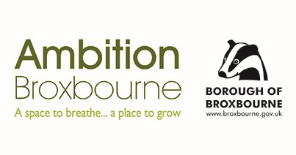 Ambition
Broxbourne
A space to breathe... a place to grow
BOROUGH OF
BROXBOURNE
www.broxbourne.gov.uk